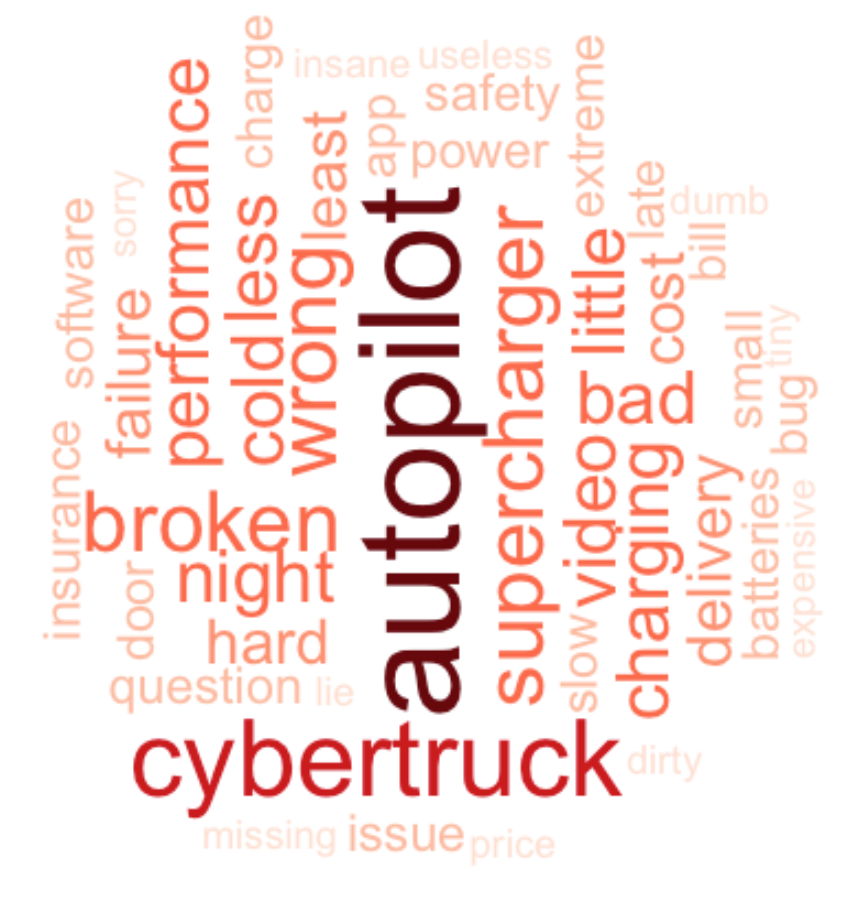 insane
useless
charge
safety
extreme
performance
app
power
least
late
sorry
dumb
autopilot
less
software
supercharger
bill
little
wrong
cost
failure
tiny
small
cold
bad
bug
insurance
video
charging
delivery
batteries
expensive
broken
night
door
hard
slow
question
lie
cybertruck
dirty
missing
issue
price